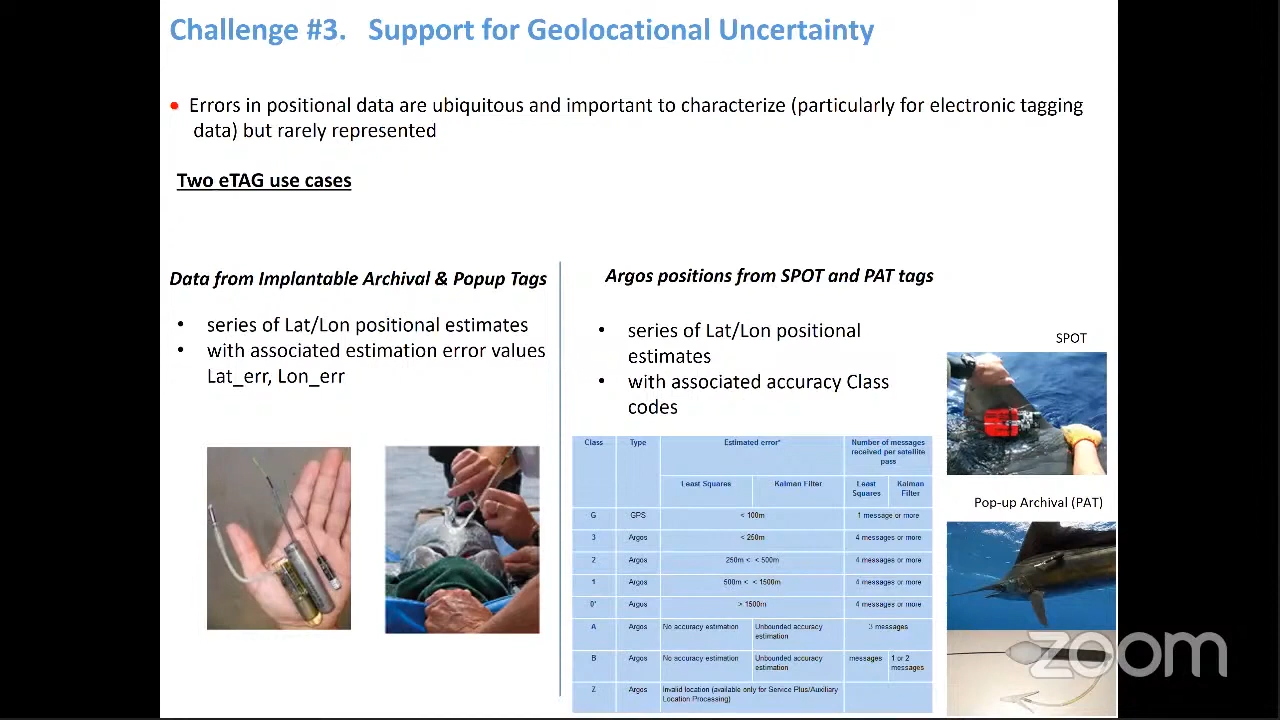 Challenge #3.   Support for Geolocational Uncertainty
• Errors in positional data are ubiquitous and important to characterize (particularly for electronic tagging
data) but rarely represented
Two eTAG use cases
Data from Implantable Archival & Popup Tags
• series of Lat/Lon positional estimates
• with associated estimation error values
Lat_err, Lon_err
Argos positions from SPOT and PAT tags
• series of Lat/Lon positional
estimates
• with associated accuracy Class
codes
Class Type Estimated error* Number of messages
received per satellite
pass
Least Squares Kalman Filter Least
Squares Kalman
Filter
G GPS < 100m 1 message or more
3 Argos < 250m 4 messages or more
2 Argos 250m < < 500m 4 messages or more
1 Argos 500m < < 1500m 4 messages or more
0* Argos > 1500m 4 messages or more
A Argos No accuracy estimation Unbounded accuracy
estimation 3 messages
B Argos No accuracy estimation Unbounded accuracy
estimation messages 1 or 2
messages
Z Argos Invalid location (available only for Service Plus/Auxiliary
Location Processing)
SPOT
Pop-up Archival (PAT)
zoom